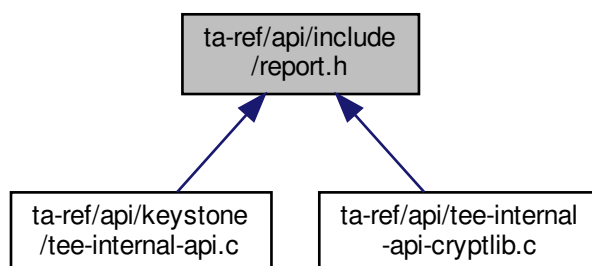 ta-ref/api/include
/report.h
ta-ref/api/keystone
/tee-internal-api.c
ta-ref/api/tee-internal
-api-cryptlib.c